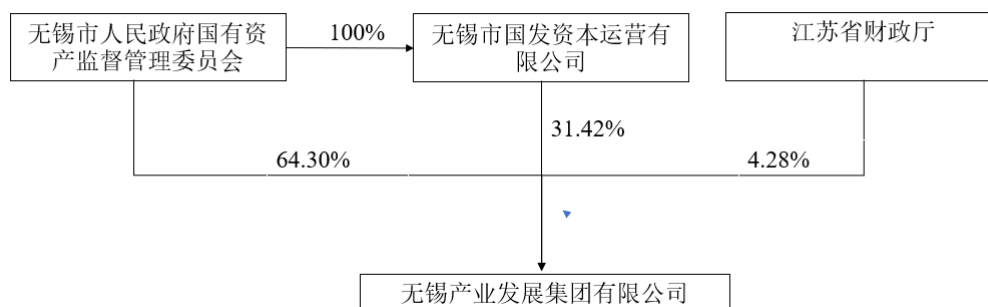 无锡市人民政府国有资
产监督管理委员会
100%
无锡市国发资本运营有
限公司
江苏省财政厅
31.42%
64.30%
4.28%
无锡产业发展集团有限公司